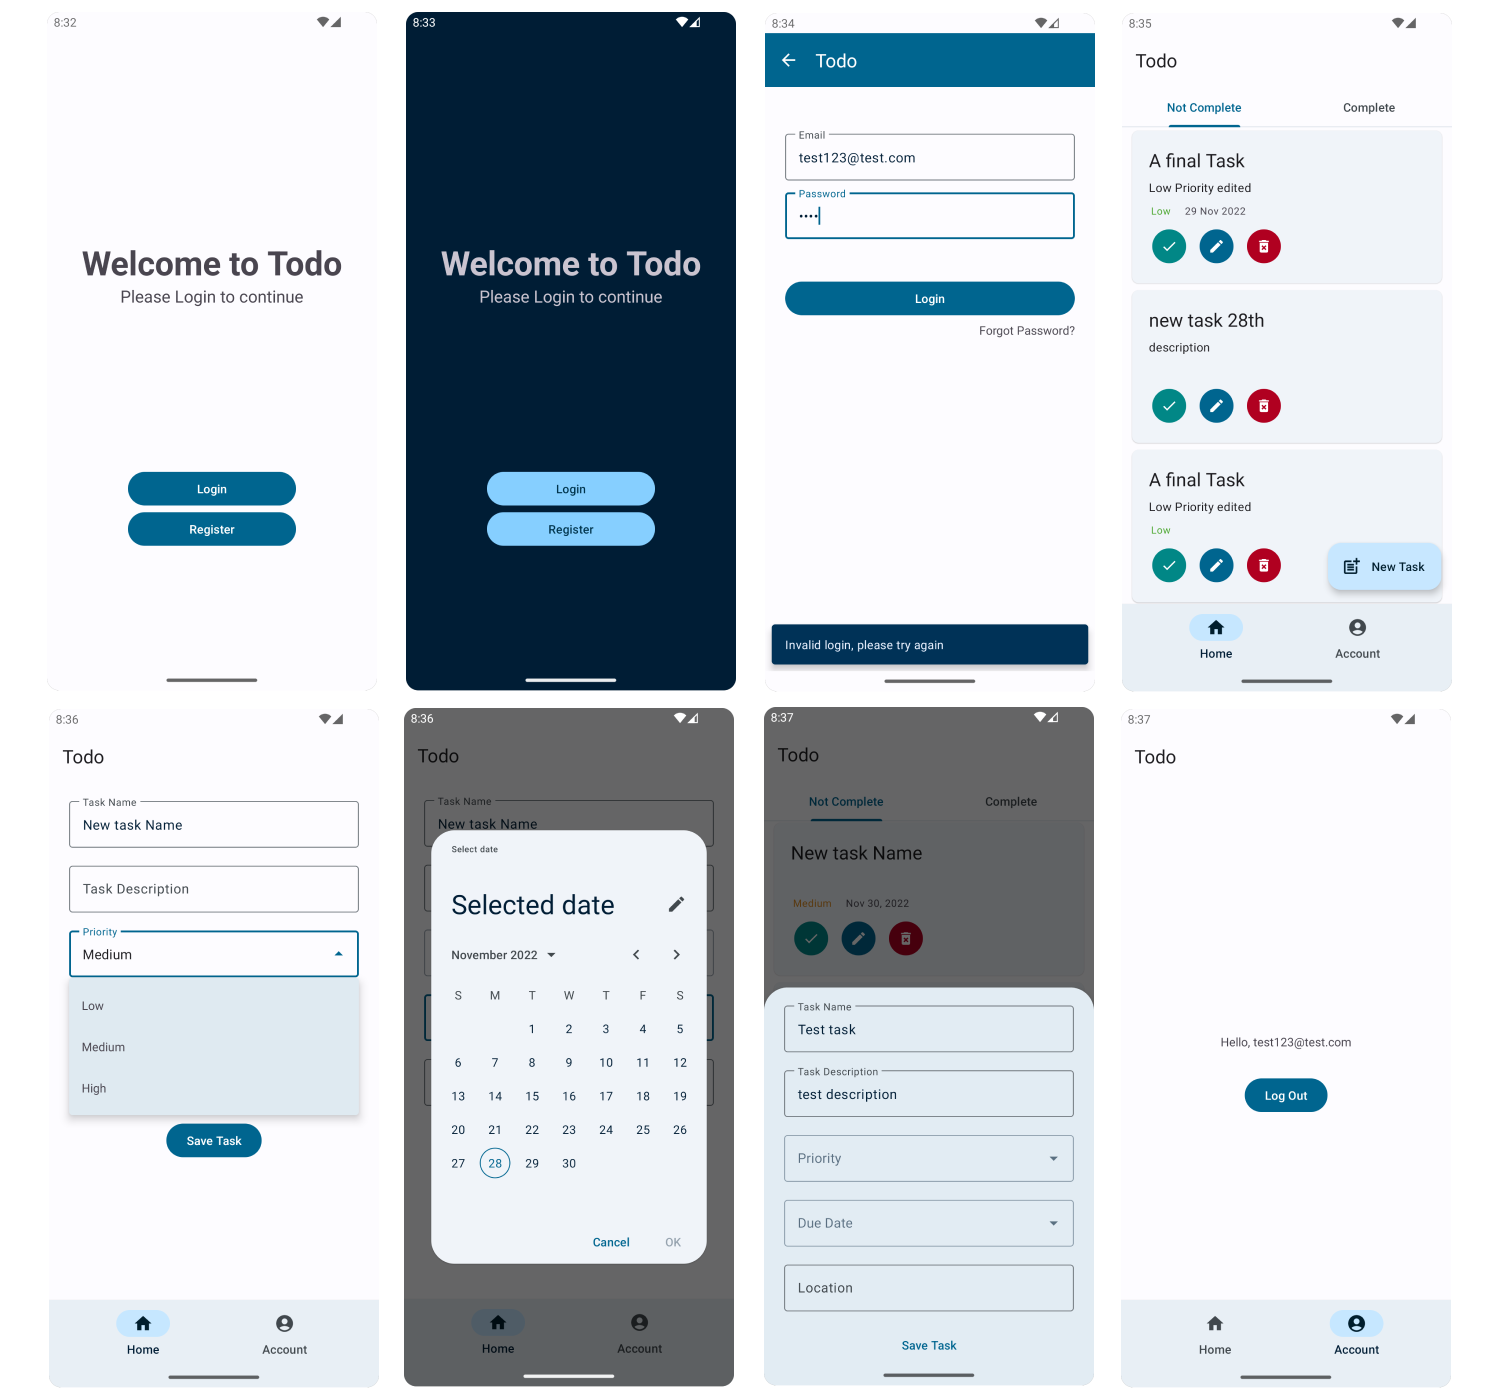 8:32
Welcome to Todo
Please Login to continue
Login
Register
8:33
Welcome to Todo
Please Login to continue
Login
Register
8:34
Todo
Email
test123@test.com
Password
••••
Login
Forgot Password?
Invalid login, please try again
8:35
Todo
Not Complete Complete
A final Task
Low Priority edited
Low 29 Nov 2022
new task 28th
description
A final Task
Low Priority edited
Low
New Task
Home Account
8:36
Todo
Task Name
New task Name
Task Description
Priority
Medium
Low
Medium
High
Save Task
Home Account
8:36
Todo
Task Name
New task Name
Select date
Selected date
November 2022
S M T W T F S
1 2 3 4 5
6 7 8 9 10 11 12
13 14 15 16 17 18 19
20 21 22 23 24 25 26
27 28 29 30
Cancel OK
Home Account
8:37
Todo
Not Complete Complete
New task Name
Medium Nov 30, 2022
Task Name
Test task
Task Description
test description
Priority
Due Date
Location
Save Task
8:37
Todo
Hello, test123@test.com
Log Out
Home Account